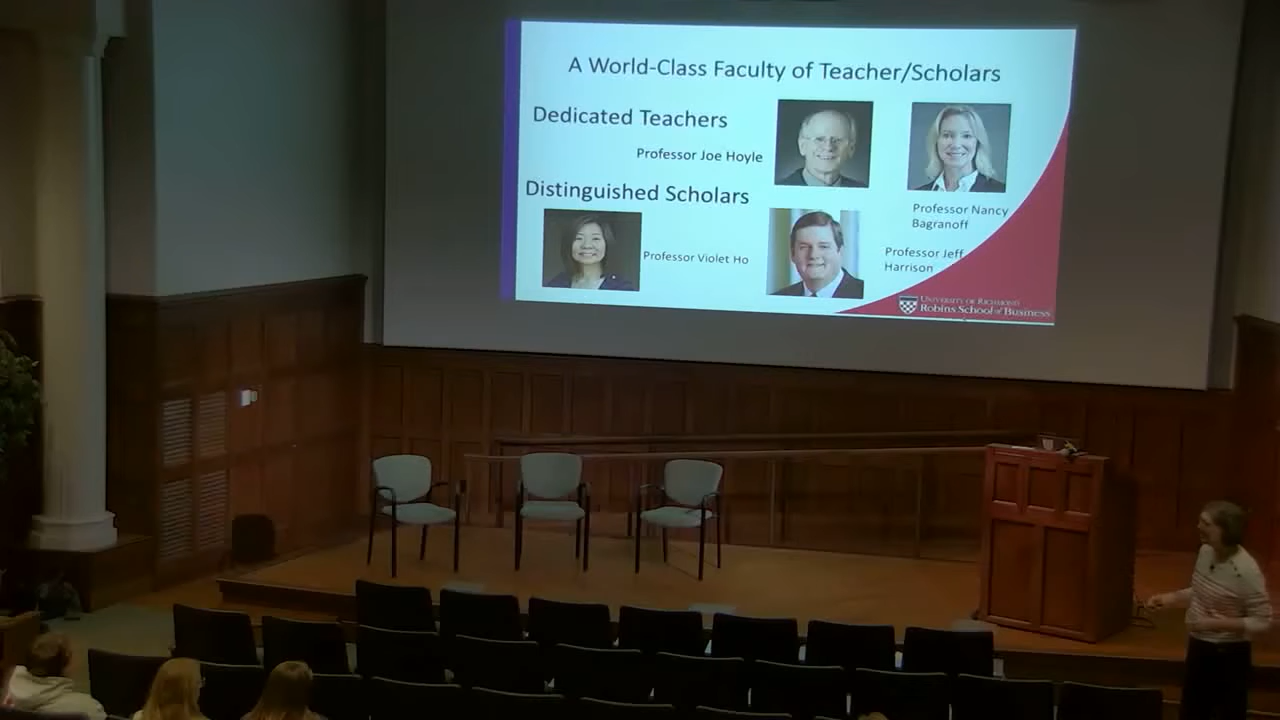 A World-Class Faculty of Teacher/Scholars
Dedicated Teachers
Professor Joe Hoyle
Professor Nancy
Bagranoff
Distinguished Scholars
Professor Violet Ho
Professor Jeff
Harrison
University of Richmond
Robins School of Business